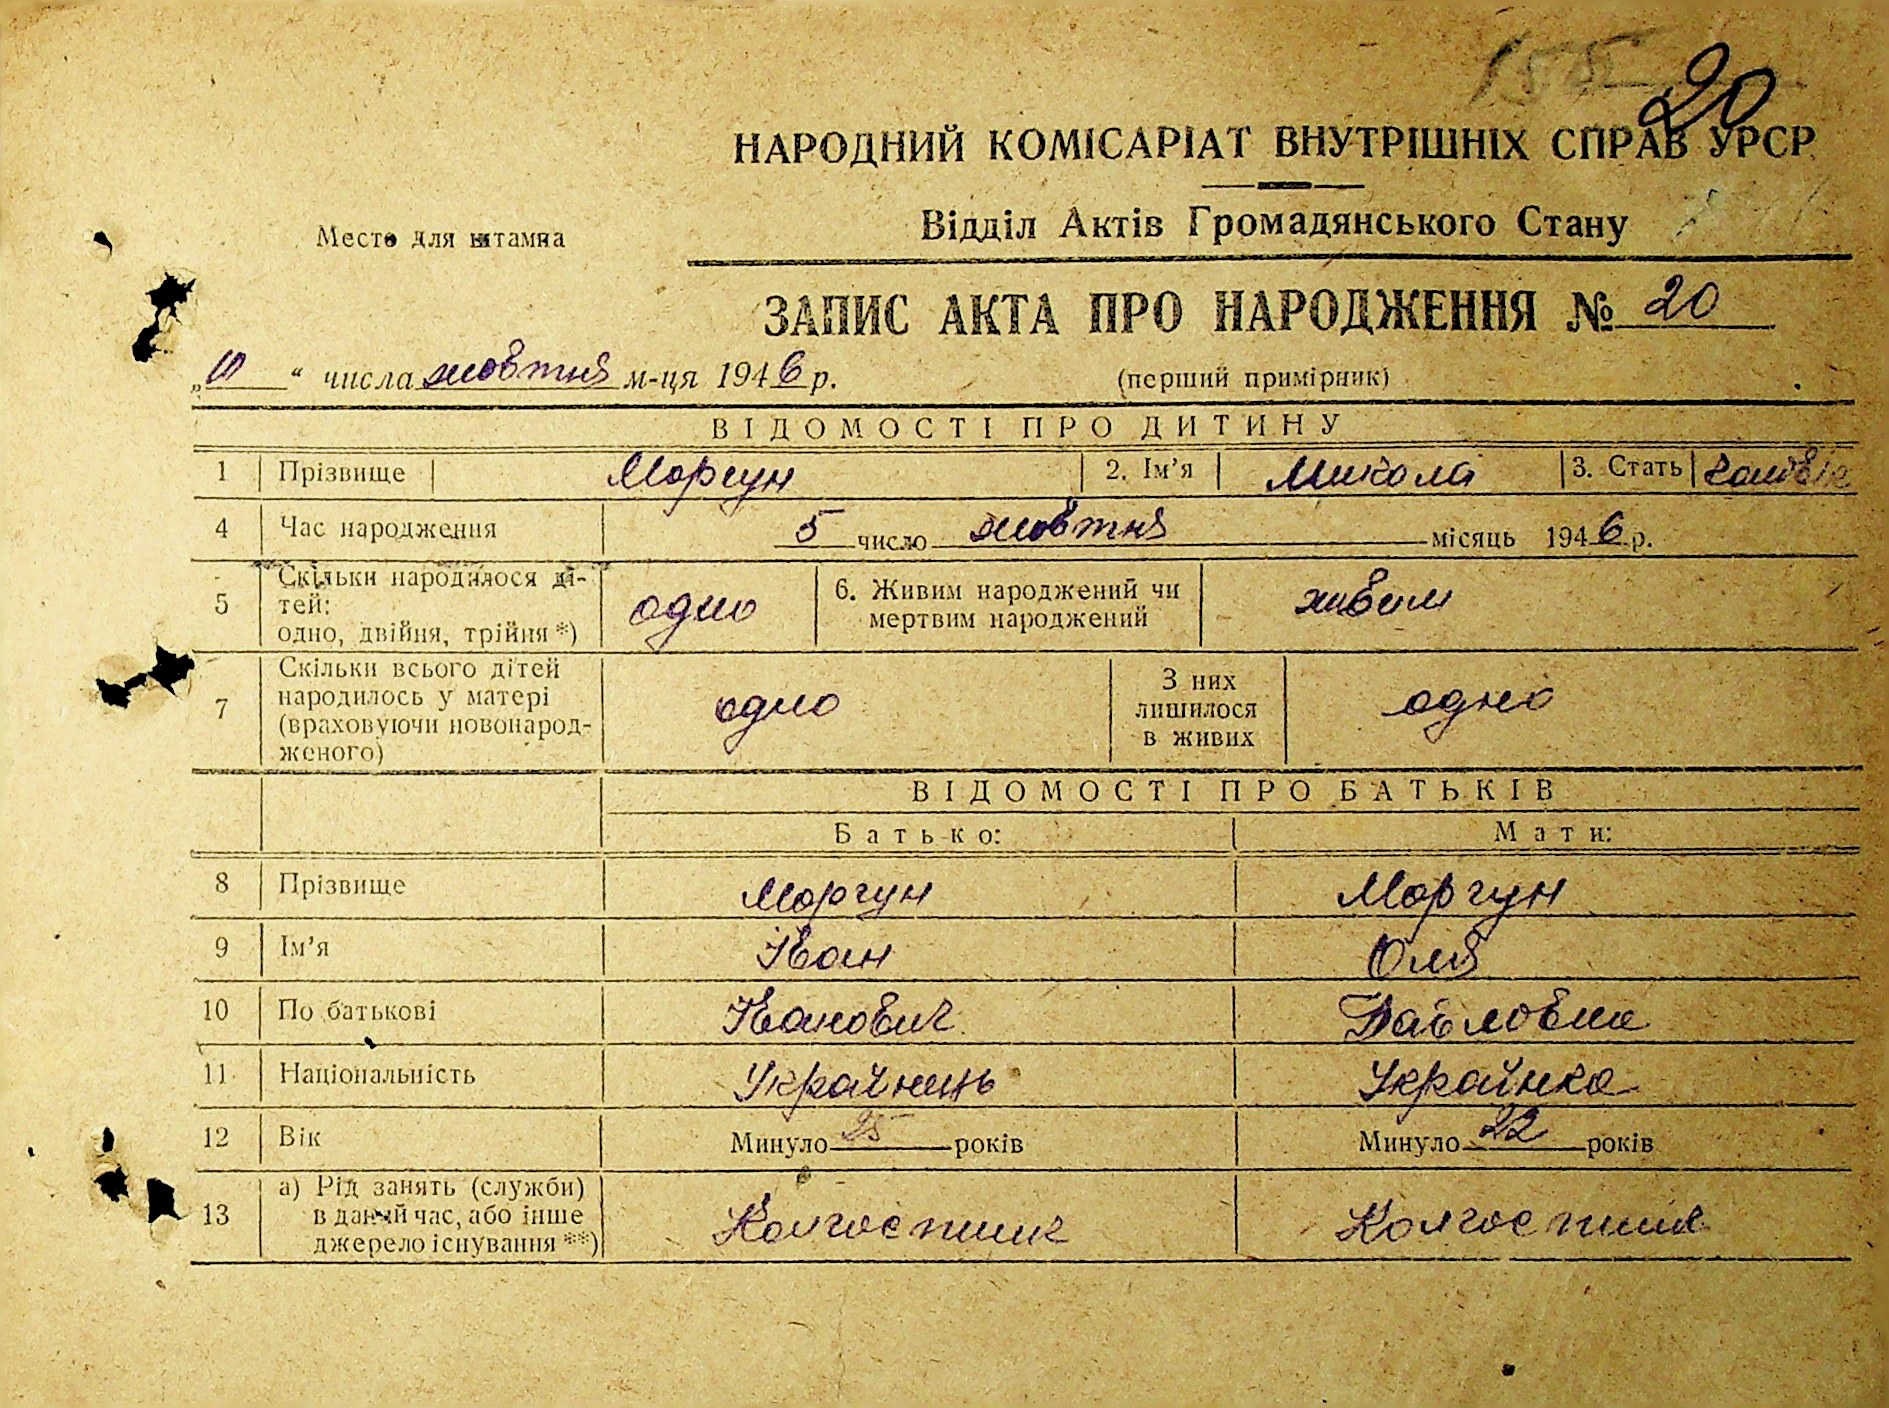 20
НАРОДНИЙ КОМІСАРІАТ ВНУТРІШНІХ СПРАВ УРСР
Место для штампа
Відділ Актів Громадянського Стану
ЗАПИС АКТА ПРО НАРОДЖЕННЯ № 20
„10“ числа жовтня м-ця 1946 р. (перший примірник)
ВІДОМОСТІ ПРО ДИТИНУ
1 Прізвище Моргун 2. Ім’я Микола 3. Стать
4 Час народження 5 число жовтня місяць 1946 р.
5 Скільки народилося ді-
тей:
одно, двійня, трійня *) одно 6. Живим народжений чи
мертвим народжений живим
7 Скільки всього дітей
народилось у матері
(враховуючи новонарод-
женого) одно З них
лишилося
в живих одно
ВІДОМОСТІ ПРО БАТЬКІВ
Батько: Мати:
8 Прізвище Моргун Моргун
9 Ім’я Іван Оля
10 По батькові Іванович Павловна
11 Національність Українець Українка
12 Вік Минуло 25 років Минуло 22 років
13 а) Рід занять (служби)
в даний час, або інше
джерело існування **) Колгоспник Колгоспниця